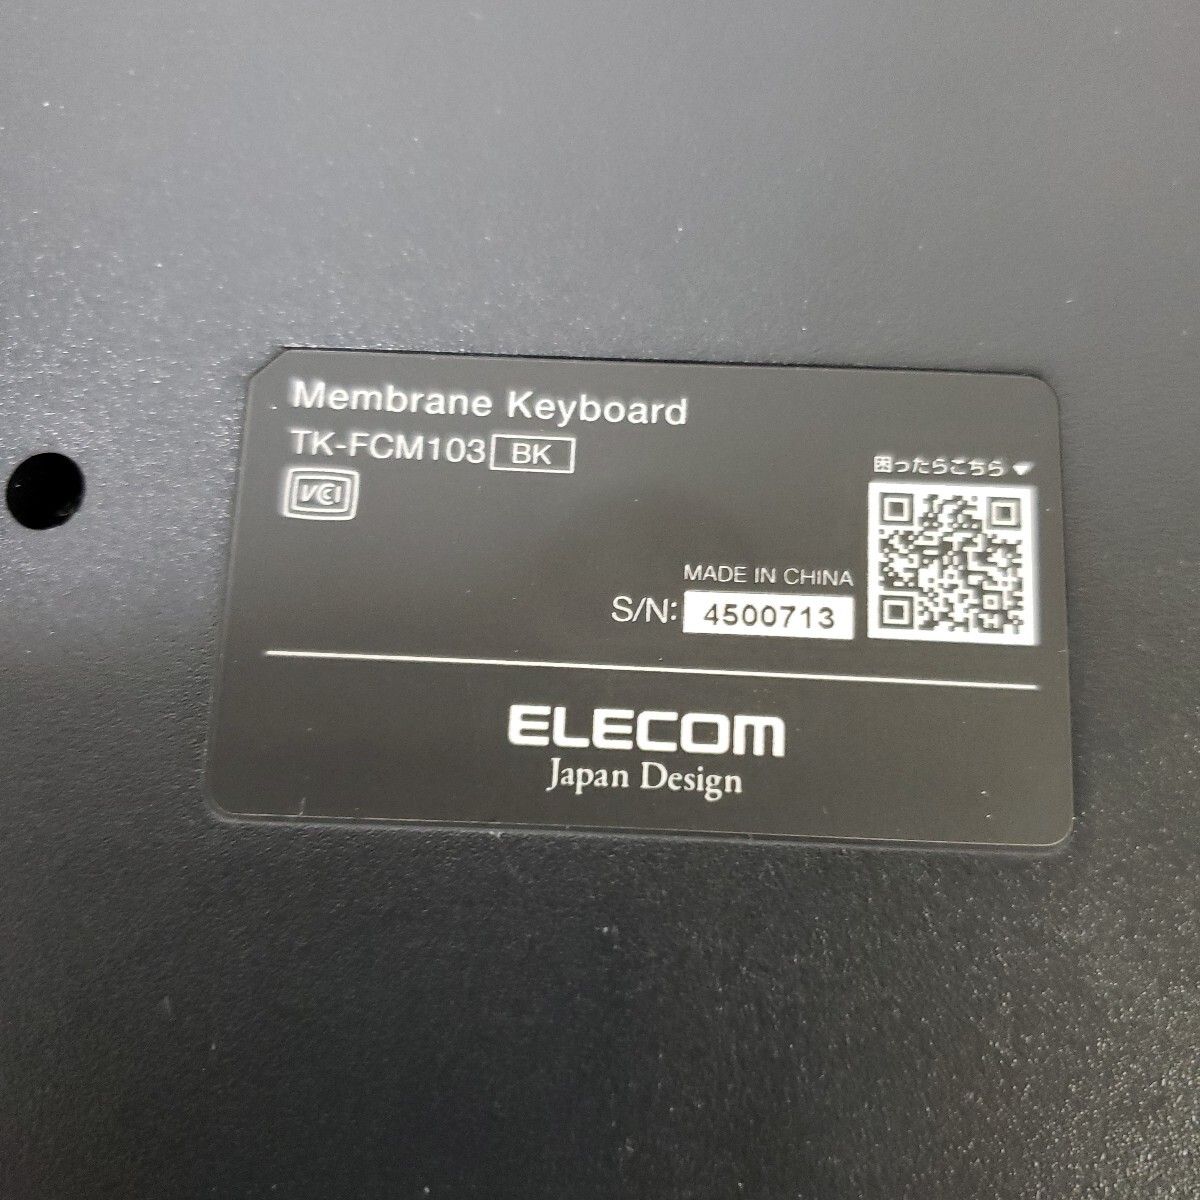 Membrane Keyboard
TK-FCM103 BK
VCI
困ったらこちら▼
MADE IN CHINA
S/N: 4500713
ELECOM
Japan Design